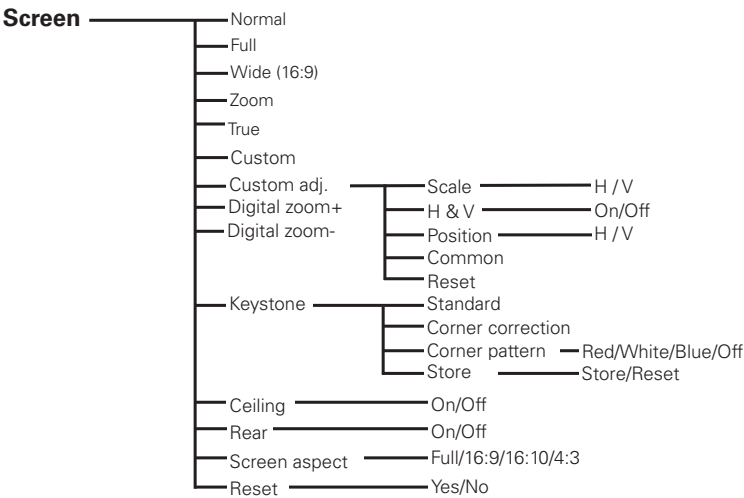 Screen
Normal
Full
Wide (16:9)
Zoom
True
Custom
Custom adj. Scale H / V
Digital zoom+ H & V On/Off
Digital zoom- Position H / V
Common
Reset
Keystone Standard
Corner correction
Corner pattern Red/White/Blue/Off
Store Store/Reset
Ceiling On/Off
Rear On/Off
Screen aspect Full/16:9/16:10/4:3
Reset Yes/No